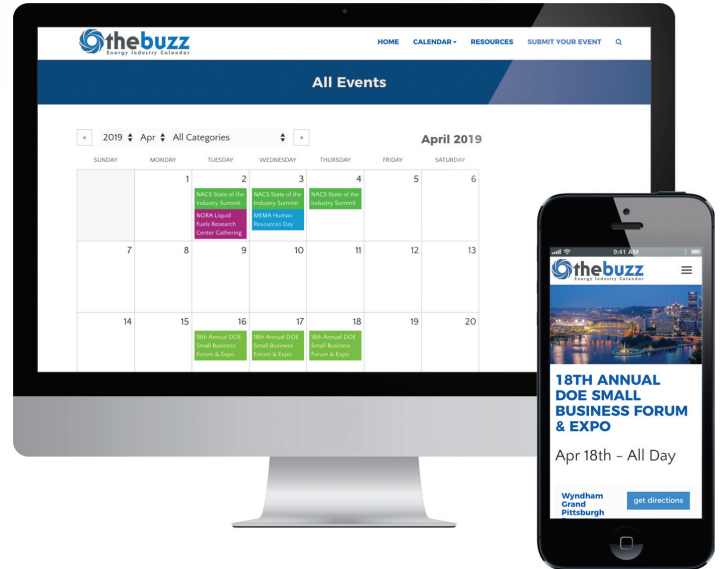 thebuzz
Energy Industry Calendar
HOME CALENDAR RESOURCES SUBMIT YOUR EVENT
All Events
« 2019 Apr All Categories »
April 2019
SUNDAY MONDAY TUESDAY WEDNESDAY THURSDAY FRIDAY SATURDAY
1 2 3 4 5 6
NACS State of the Industry Summit
NACS State of the Industry Summit
NACS State of the Industry Summit
NORA Liquid Fuels Research Center Gathering
MEMA Human Resources Day
7 8 9 10 11 12 13
14 15 16 17 18 19 20
18th Annual DOE Small Business Forum & Expo
18th Annual DOE Small Business Forum & Expo
18th Annual DOE Small Business Forum & Expo
9:41 AM
thebuzz
Energy Industry Calendar
18TH ANNUAL
DOE SMALL
BUSINESS FORUM
& EXPO
Apr 18th – All Day
Wyndham
Grand
Pittsburgh
get directions